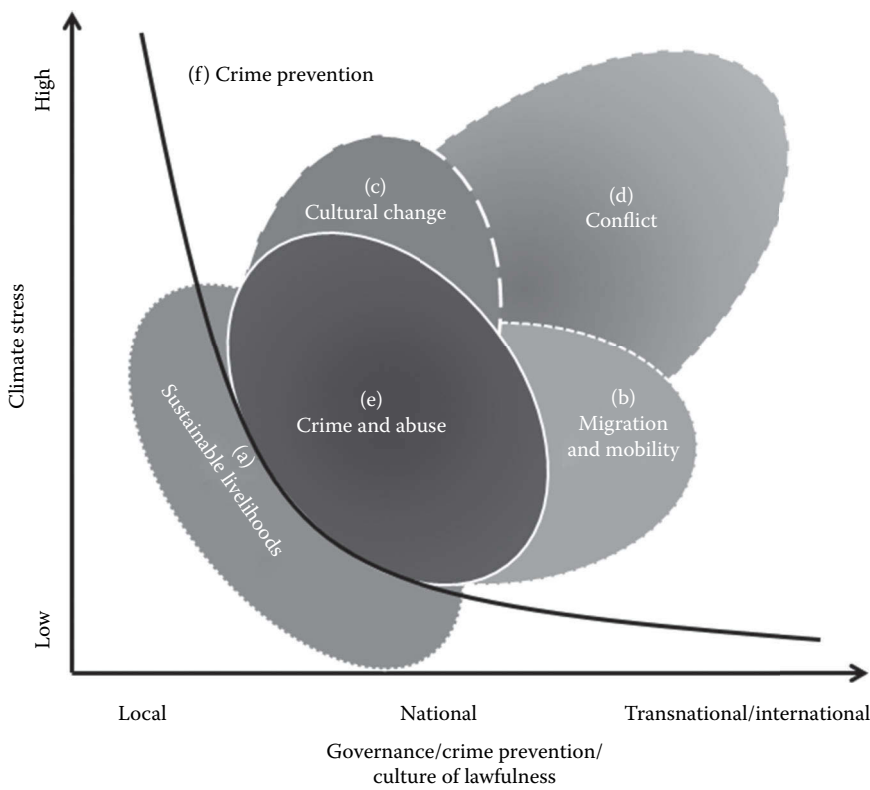 High
(f) Crime prevention
(c)
Cultural change
(d)
Conflict
Climate stress
(e)
Crime and abuse
(b)
Migration
and mobility
(a)
Sustainable livelihoods
Low
Local
National
Transnational/international
Governance/crime prevention/
culture of lawfulness